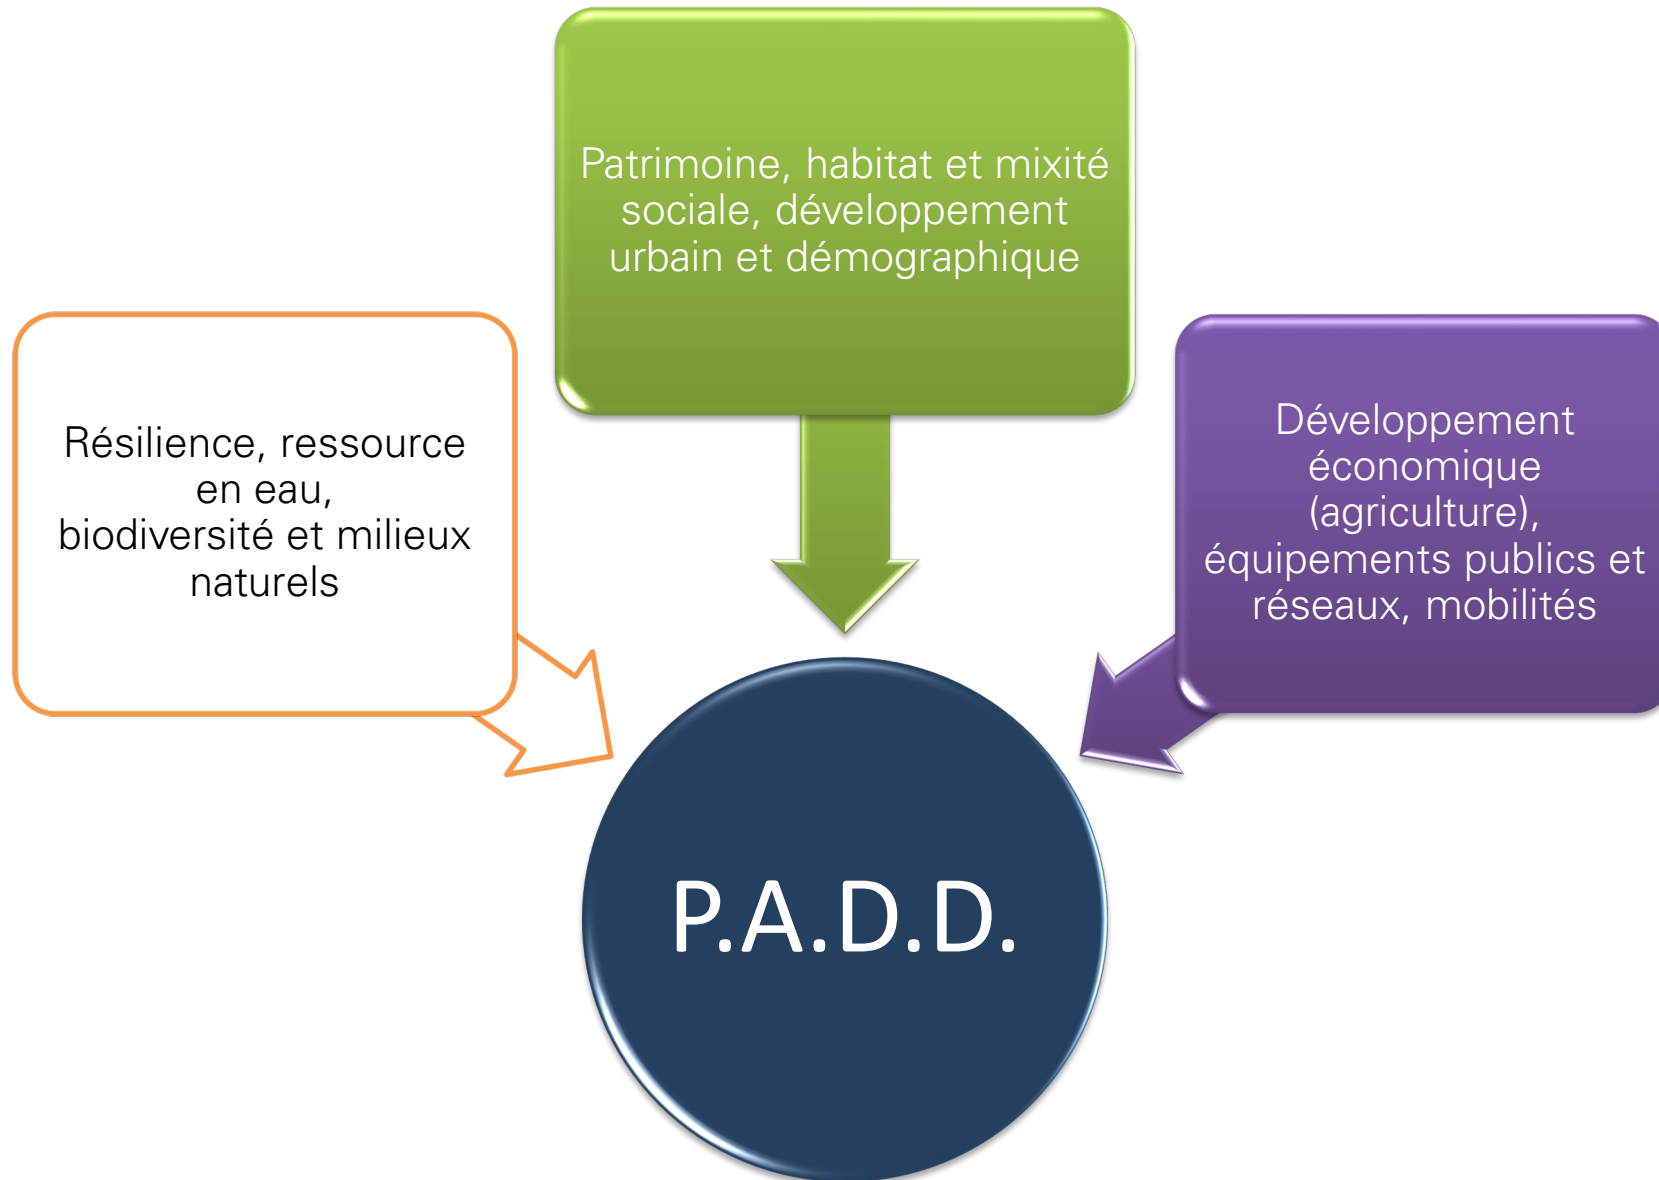 Patrimoine, habitat et mixité
sociale, développement
urbain et démographique
Résilience, ressource
en eau,
biodiversité et milieux
naturels
Développement
économique
(agriculture),
équipements publics et
réseaux, mobilités
P.A.D.D.